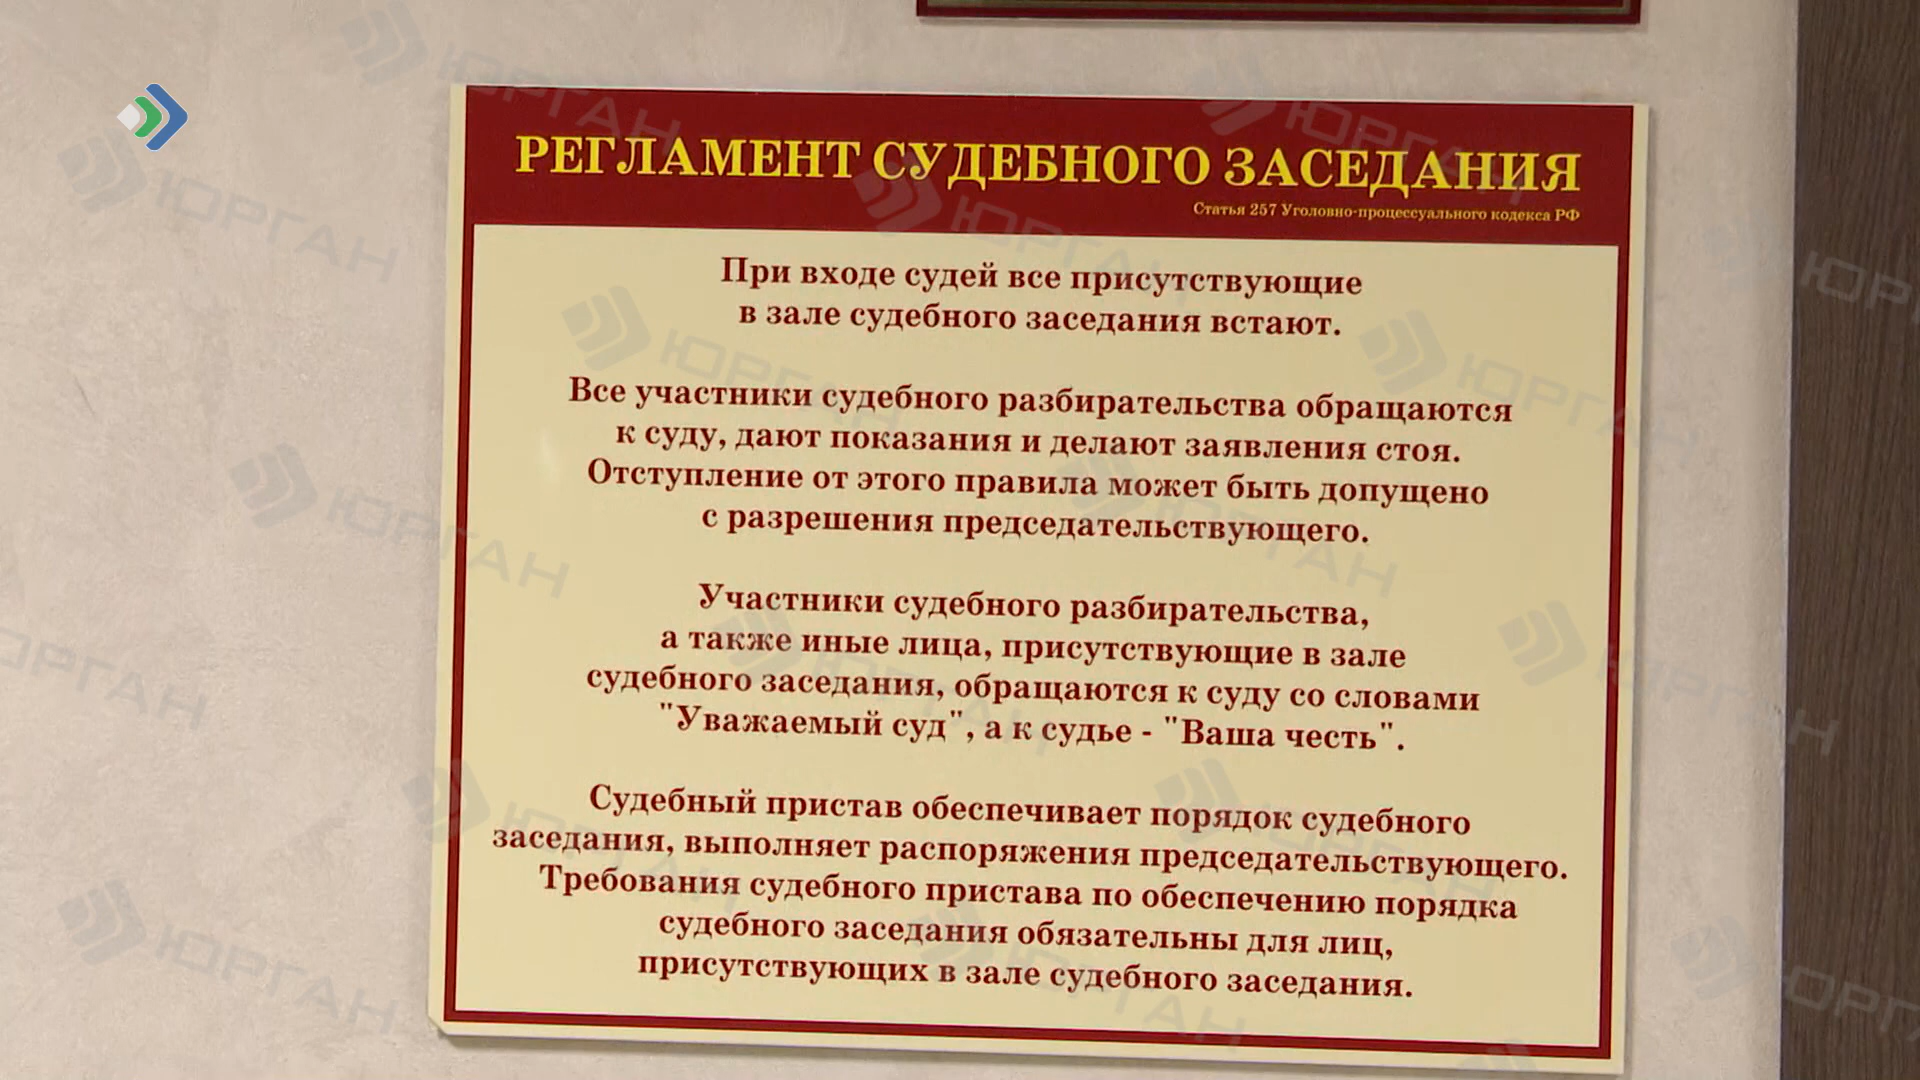 РЕГЛАМЕНТ СУДЕБНОГО ЗАСЕДАНИЯ
Статья 257 Уголовно-процессуального кодекса РФ
При входе судей все присутствующие
в зале судебного заседания встают.
Все участники судебного разбирательства обращаются
к суду, дают показания и делают заявления стоя.
Отступление от этого правила может быть допущено
с разрешения председательствующего.
Участники судебного разбирательства,
а также иные лица, присутствующие в зале
судебного заседания, обращаются к суду со словами
"Уважаемый суд", а к судье - "Ваша честь".
Судебный пристав обеспечивает порядок судебного
заседания, выполняет распоряжения председательствующего.
Требования судебного пристава по обеспечению порядка
судебного заседания обязательны для лиц,
присутствующих в зале судебного заседания.
ЮРГАН